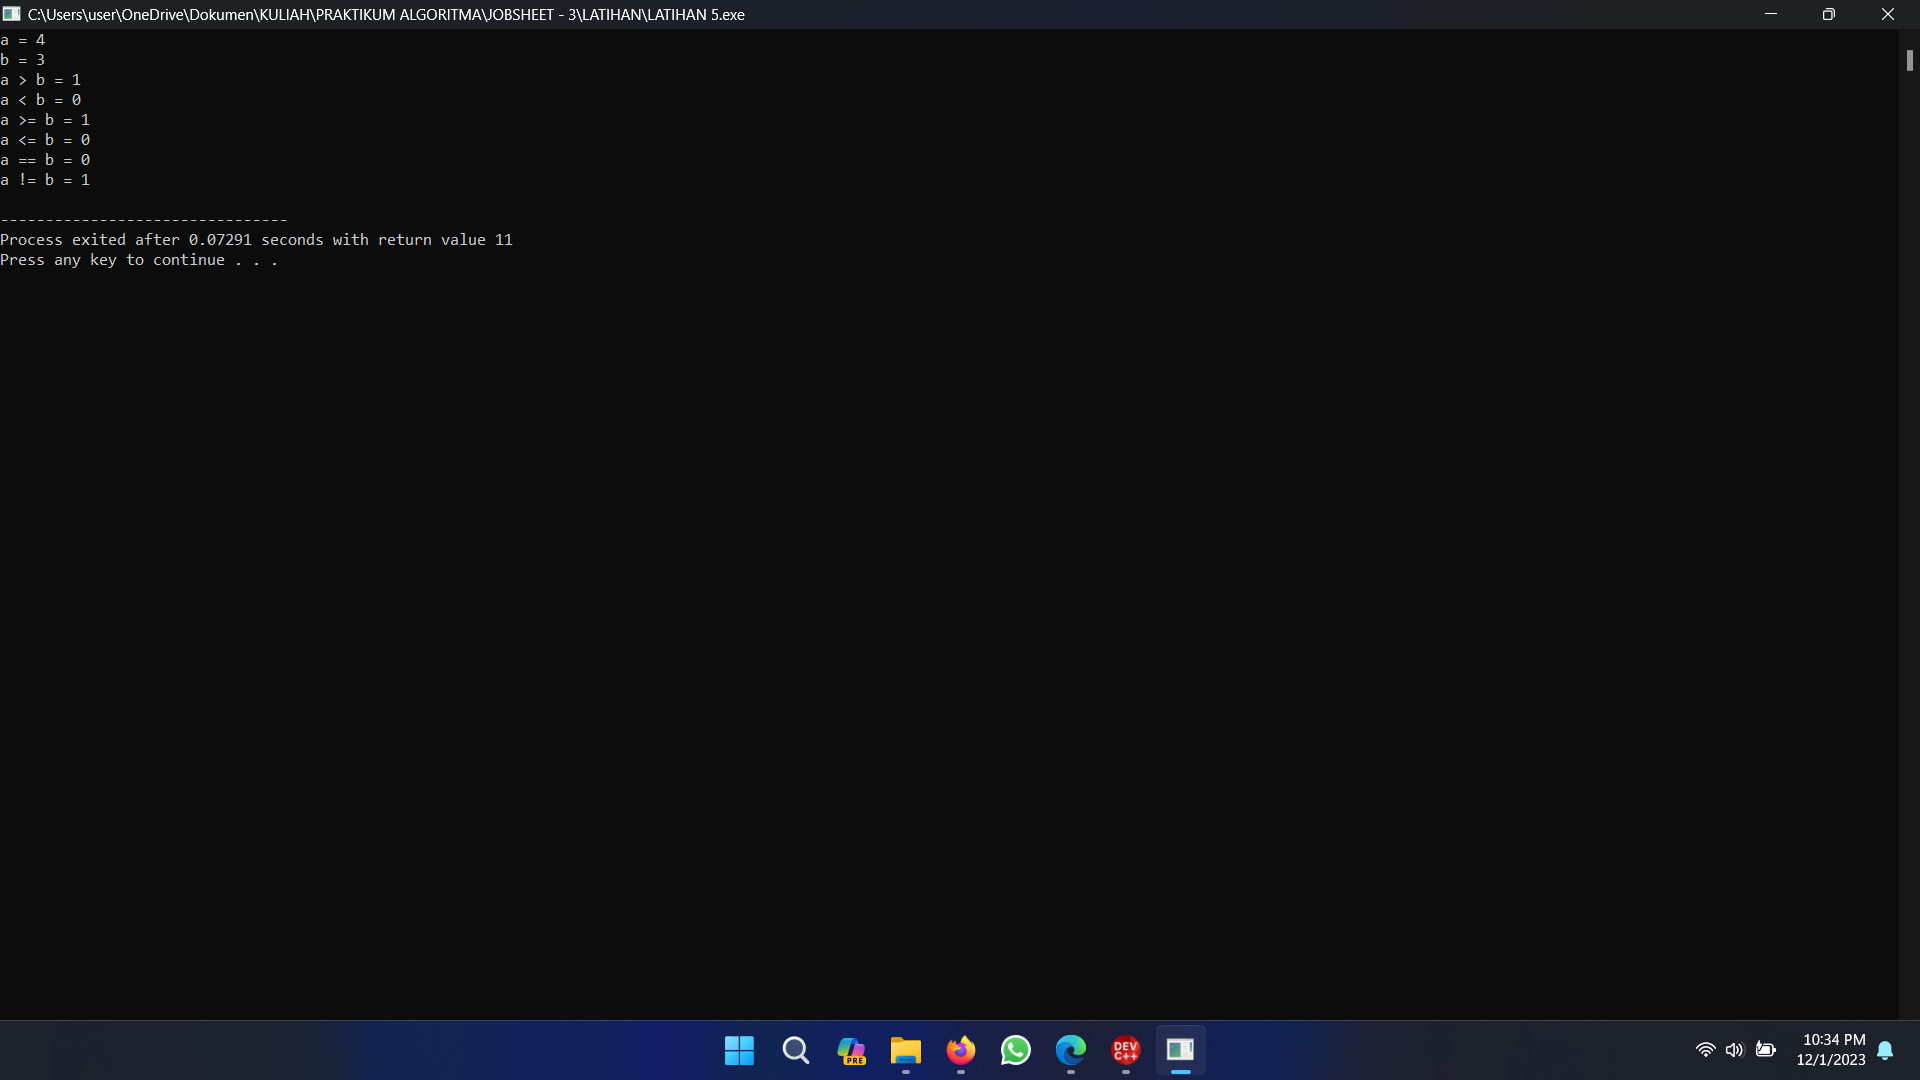 C:\Users\user\OneDrive\Dokumen\KULIAH\PRAKTIKUM ALGORITMA\JOBSHEET - 3\LATIHAN\LATIHAN 5.exe
a = 4
b = 3
a > b = 1
a < b = 0
a >= b = 1
a <= b = 0
a == b = 0
a != b = 1
--------------------------------
Process exited after 0.07291 seconds with return value 11
Press any key to continue . . .
PRE
DEV
C++
10:34 PM
12/1/2023